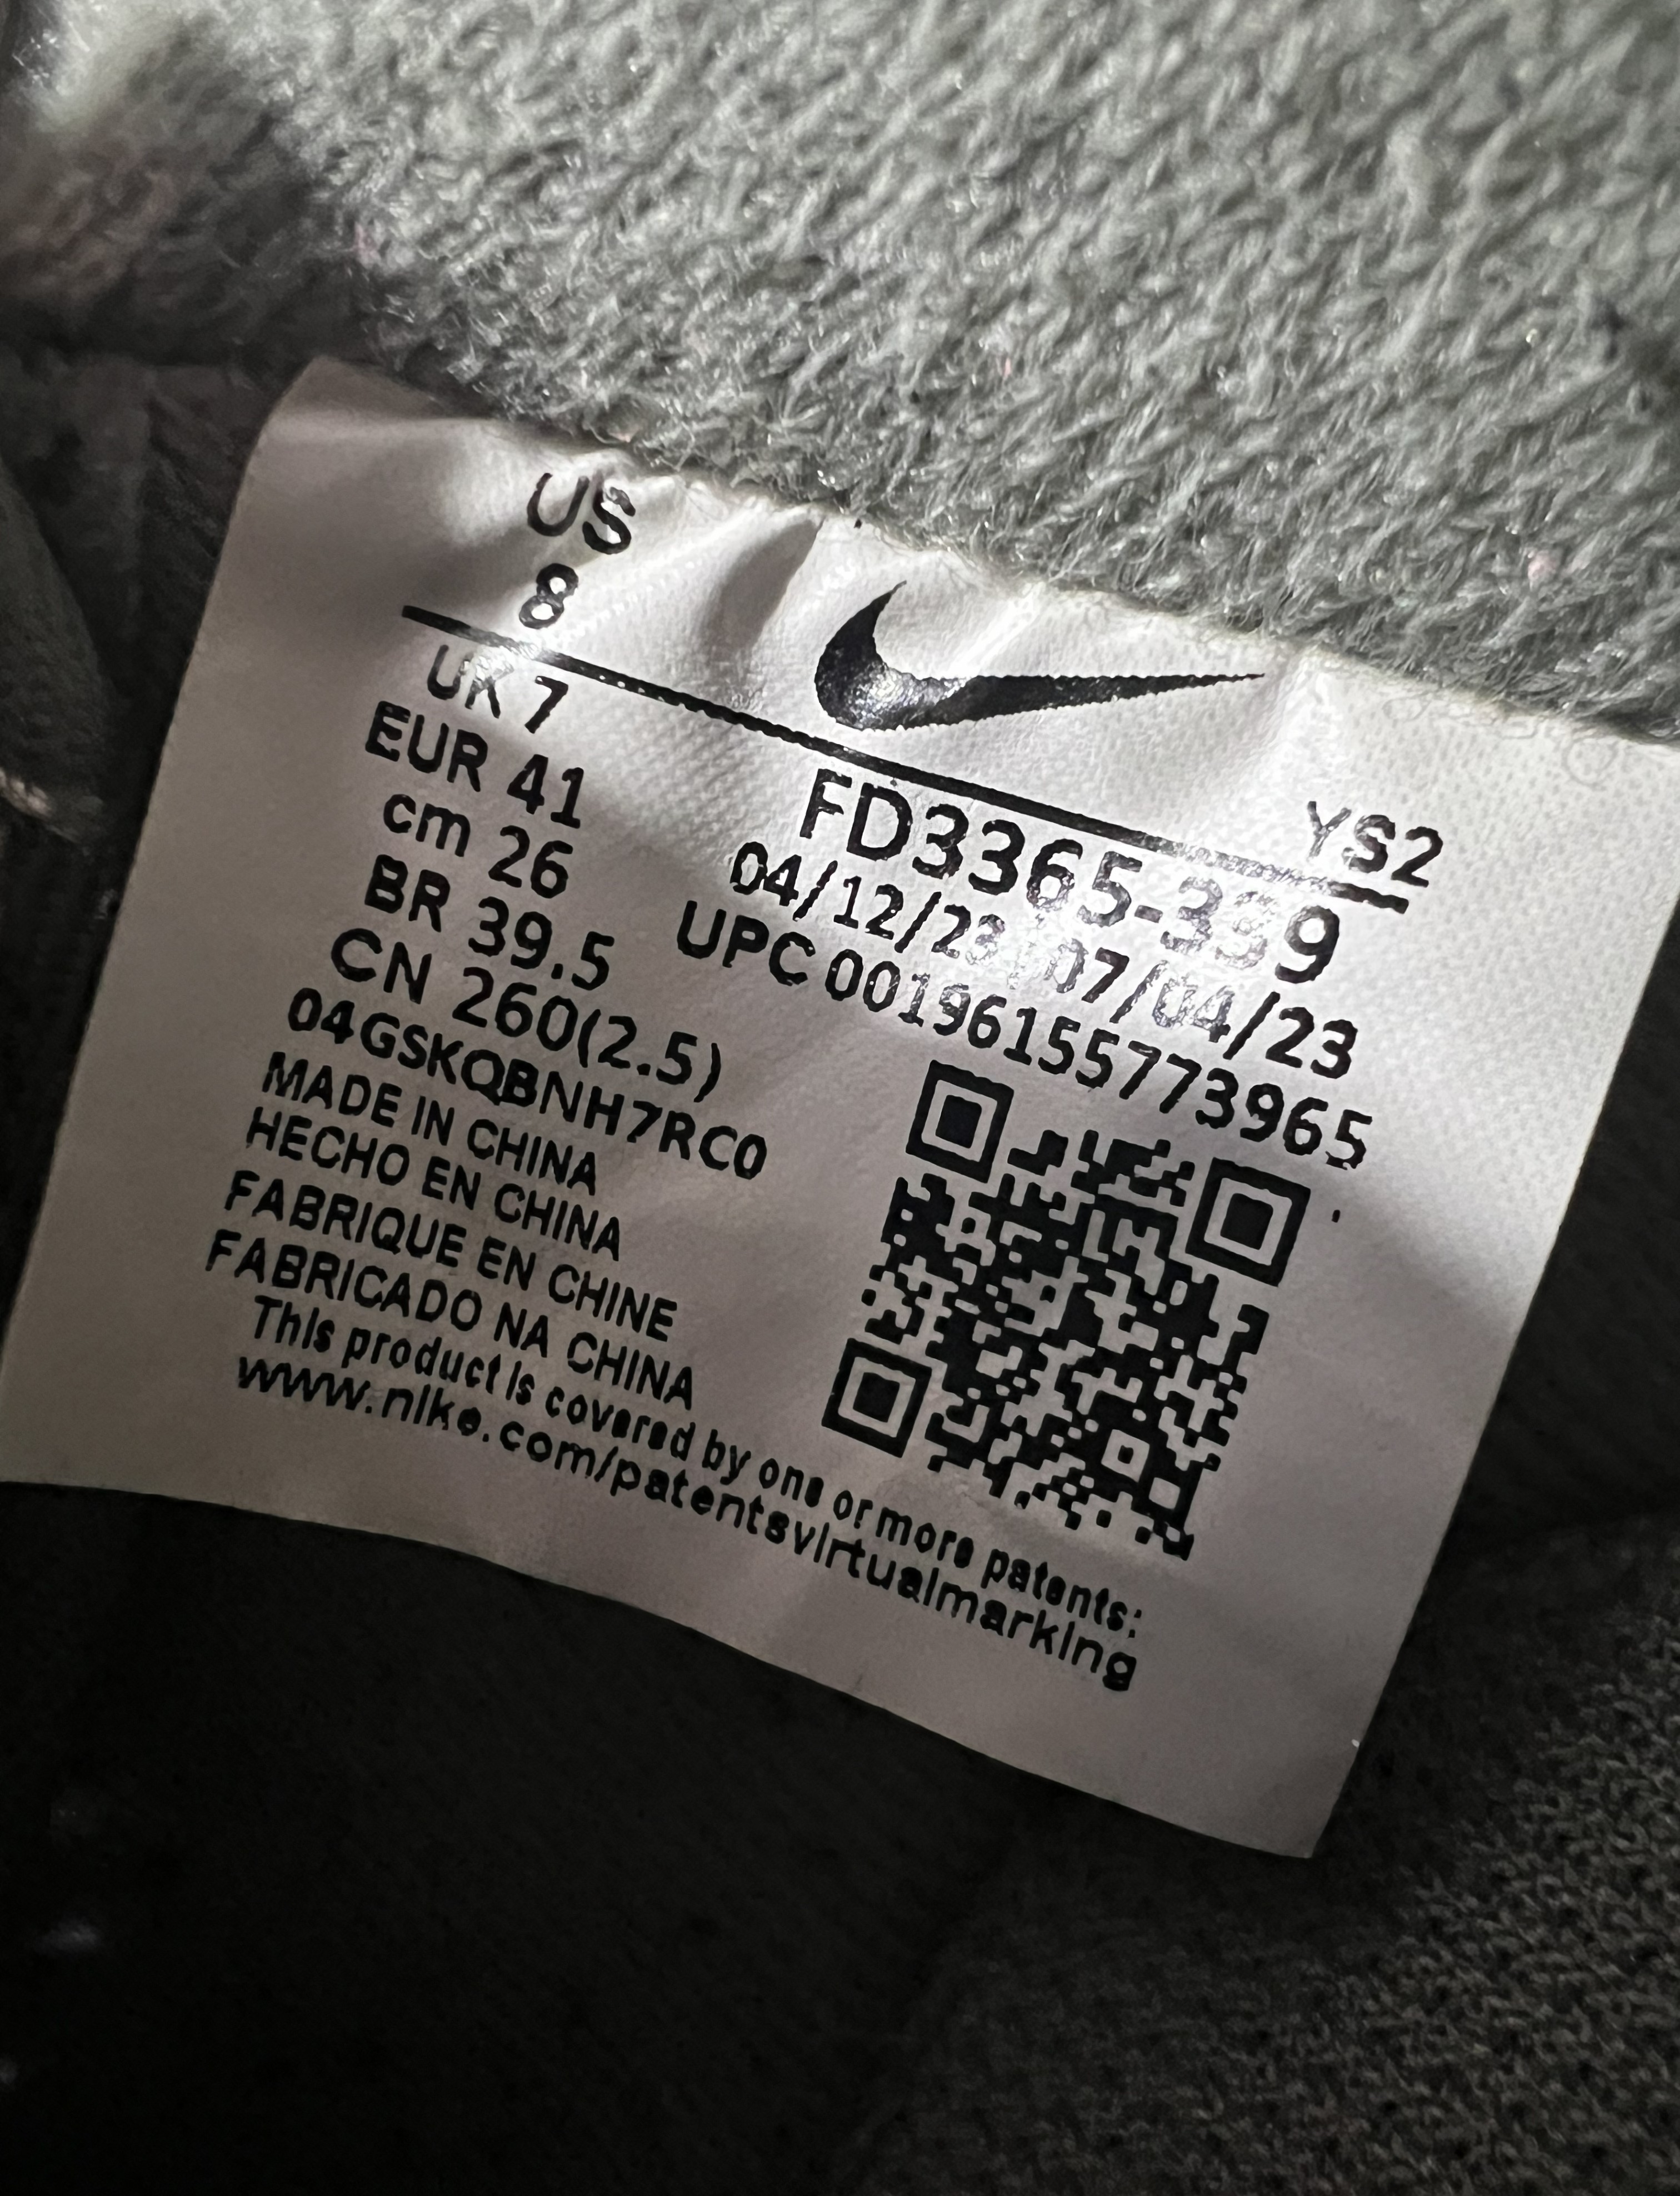 US
8
YS2
UK 7
EUR 41
cm 26
BR 39.5
CN 260(2.5)
04GSKQBNH7RC0
MADE IN CHINA
HECHO EN CHINA
FABRIQUE EN CHINE
FABRICADO NA CHINA
FD3365-339
04/12/23 07/04/23
UPC 00196155773965
This product is covered by one or more patents:
www.nike.com/patentsvirtualmarking